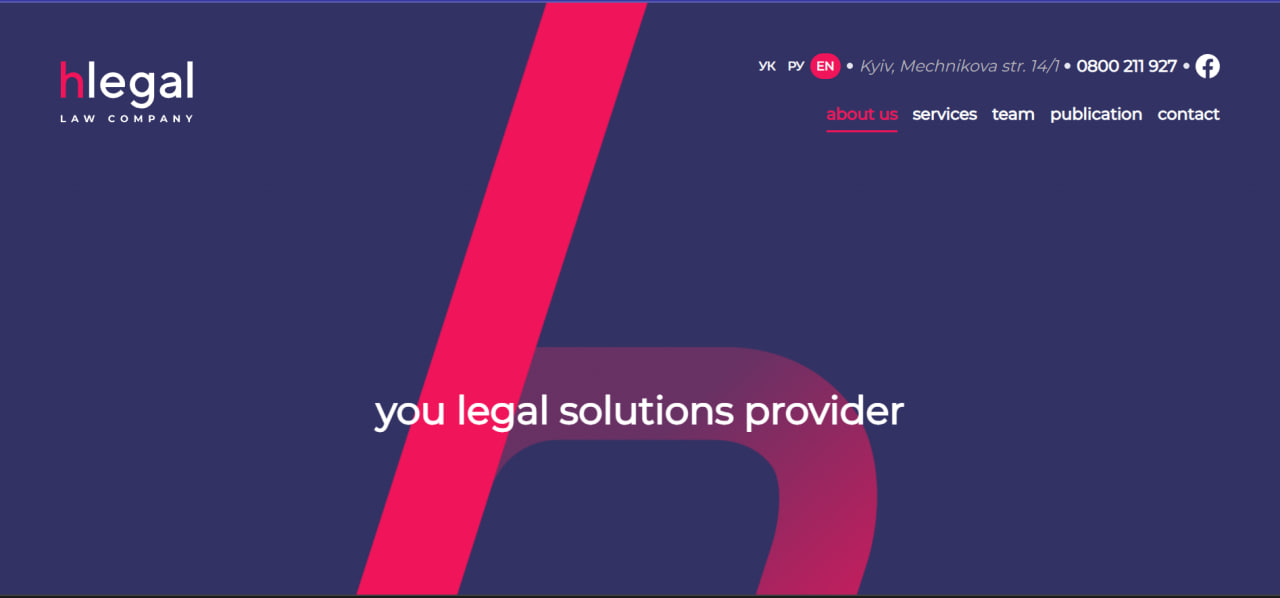 hlegal
LAW COMPANY
УК РУ EN • Kyiv, Mechnikova str. 14/1 • 0800 211 927 •
about us services team publication contact
you legal solutions provider